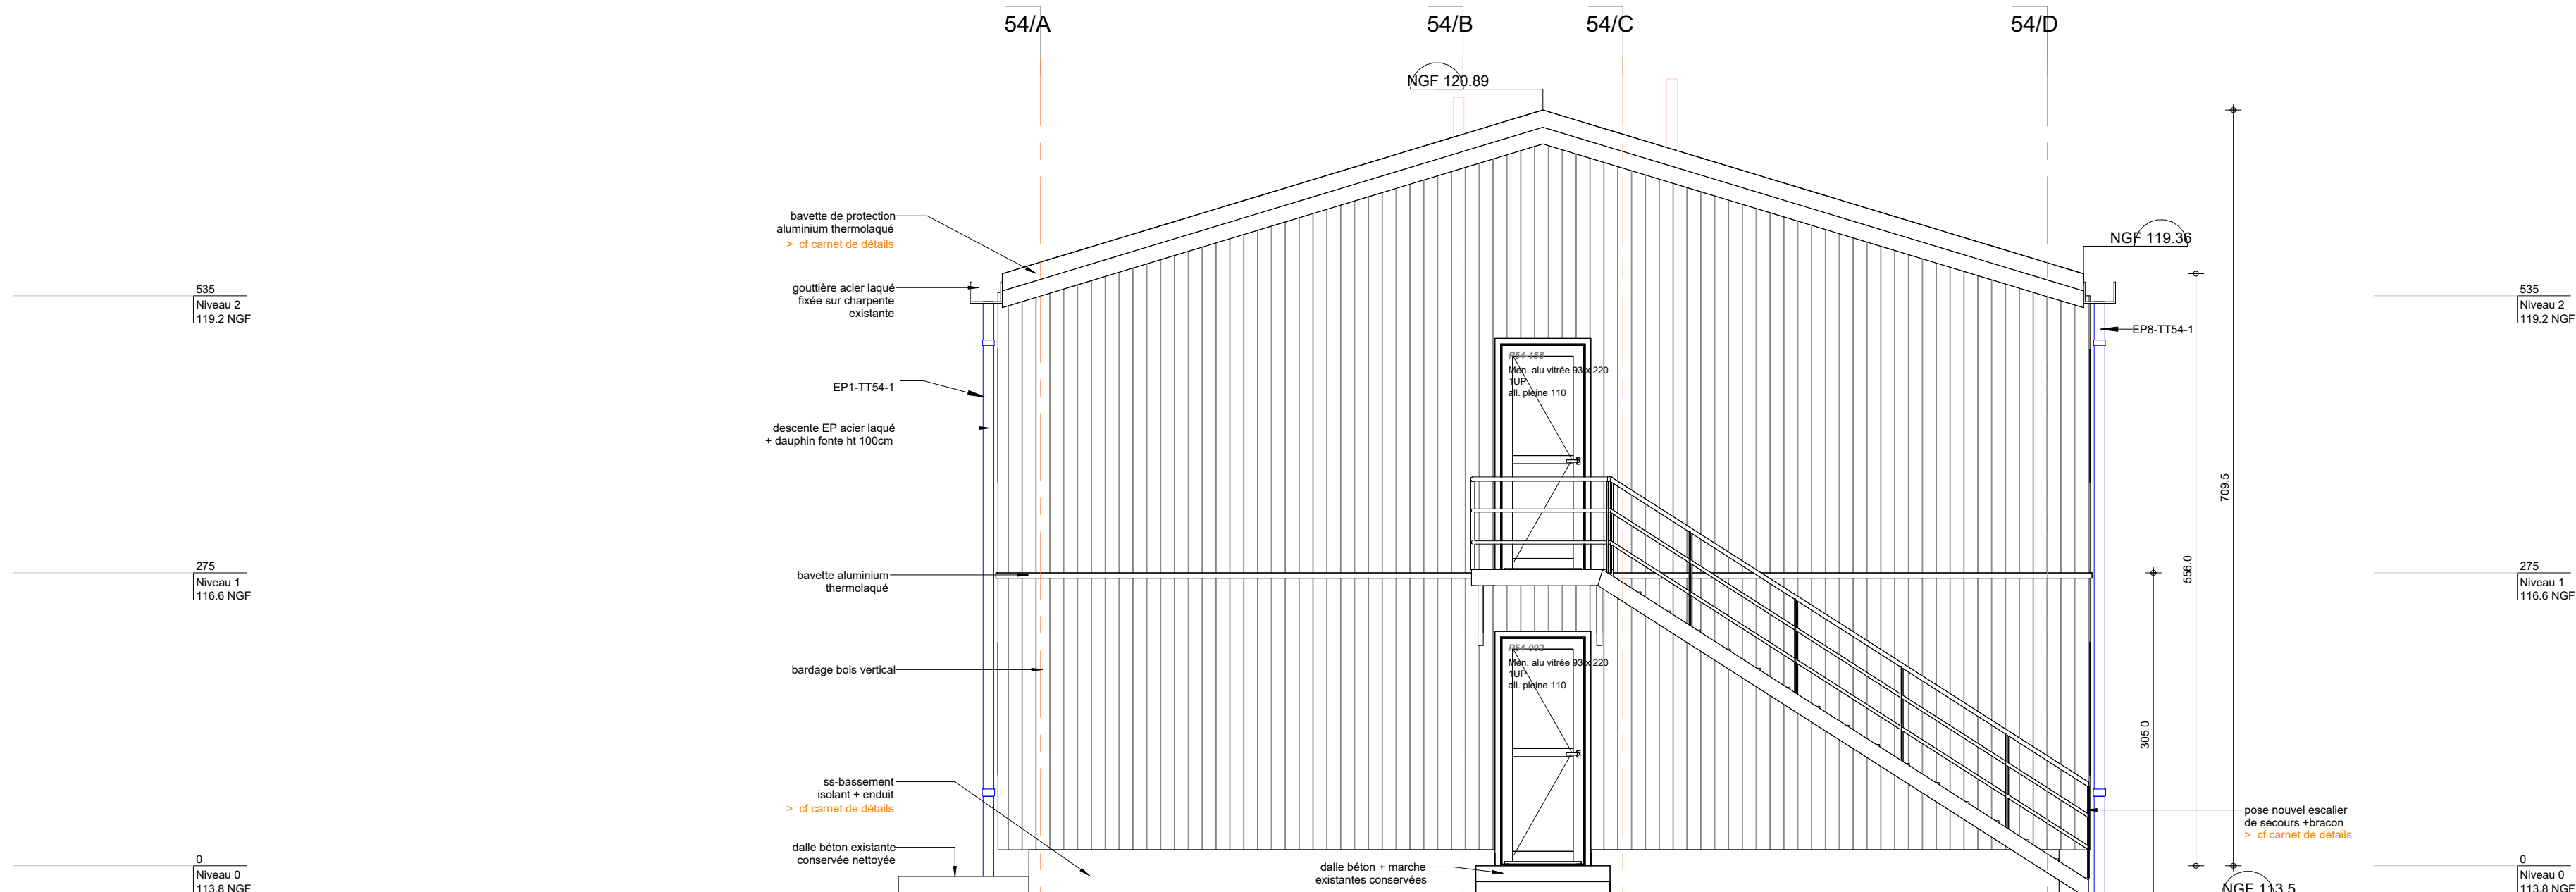 54/A
54/B
54/C
54/D
NGF 120.89
bavette de protection
aluminium thermolaqué
> cf carnet de détails
NGF 119.36
gouttière acier laqué
fixée sur charpente
existante
535
Niveau 2
119.2 NGF
535
Niveau 2
119.2 NGF
EP8-TT54-1
EP1-TT54-1
Men. alu vitrée 93 x 220
1UP
all. pleine 110
descente EP acier laqué
+ dauphin fonte ht 100cm
709.5
556.0
305.0
275
Niveau 1
116.6 NGF
bavette aluminium
thermolaqué
275
Niveau 1
116.6 NGF
Men. alu vitrée 93 x 220
1UP
all. pleine 110
bardage bois vertical
ss-bassement
isolant + enduit
> cf carnet de détails
pose nouvel escalier
de secours +bracon
> cf carnet de détails
dalle béton existante
conservée nettoyée
dalle béton + marche
existantes conservées
0
Niveau 0
113.8 NGF
NGF 113.5
0
Niveau 0
113.8 NGF